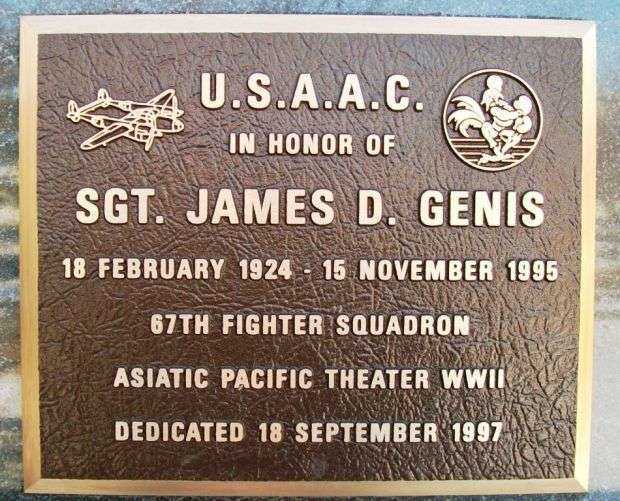 U.S.A.A.C.
IN HONOR OF
SGT. JAMES D. GENIS
18 FEBRUARY 1924 - 15 NOVEMBER 1995
67TH FIGHTER SQUADRON
ASIATIC PACIFIC THEATER WWII
DEDICATED 18 SEPTEMBER 1997